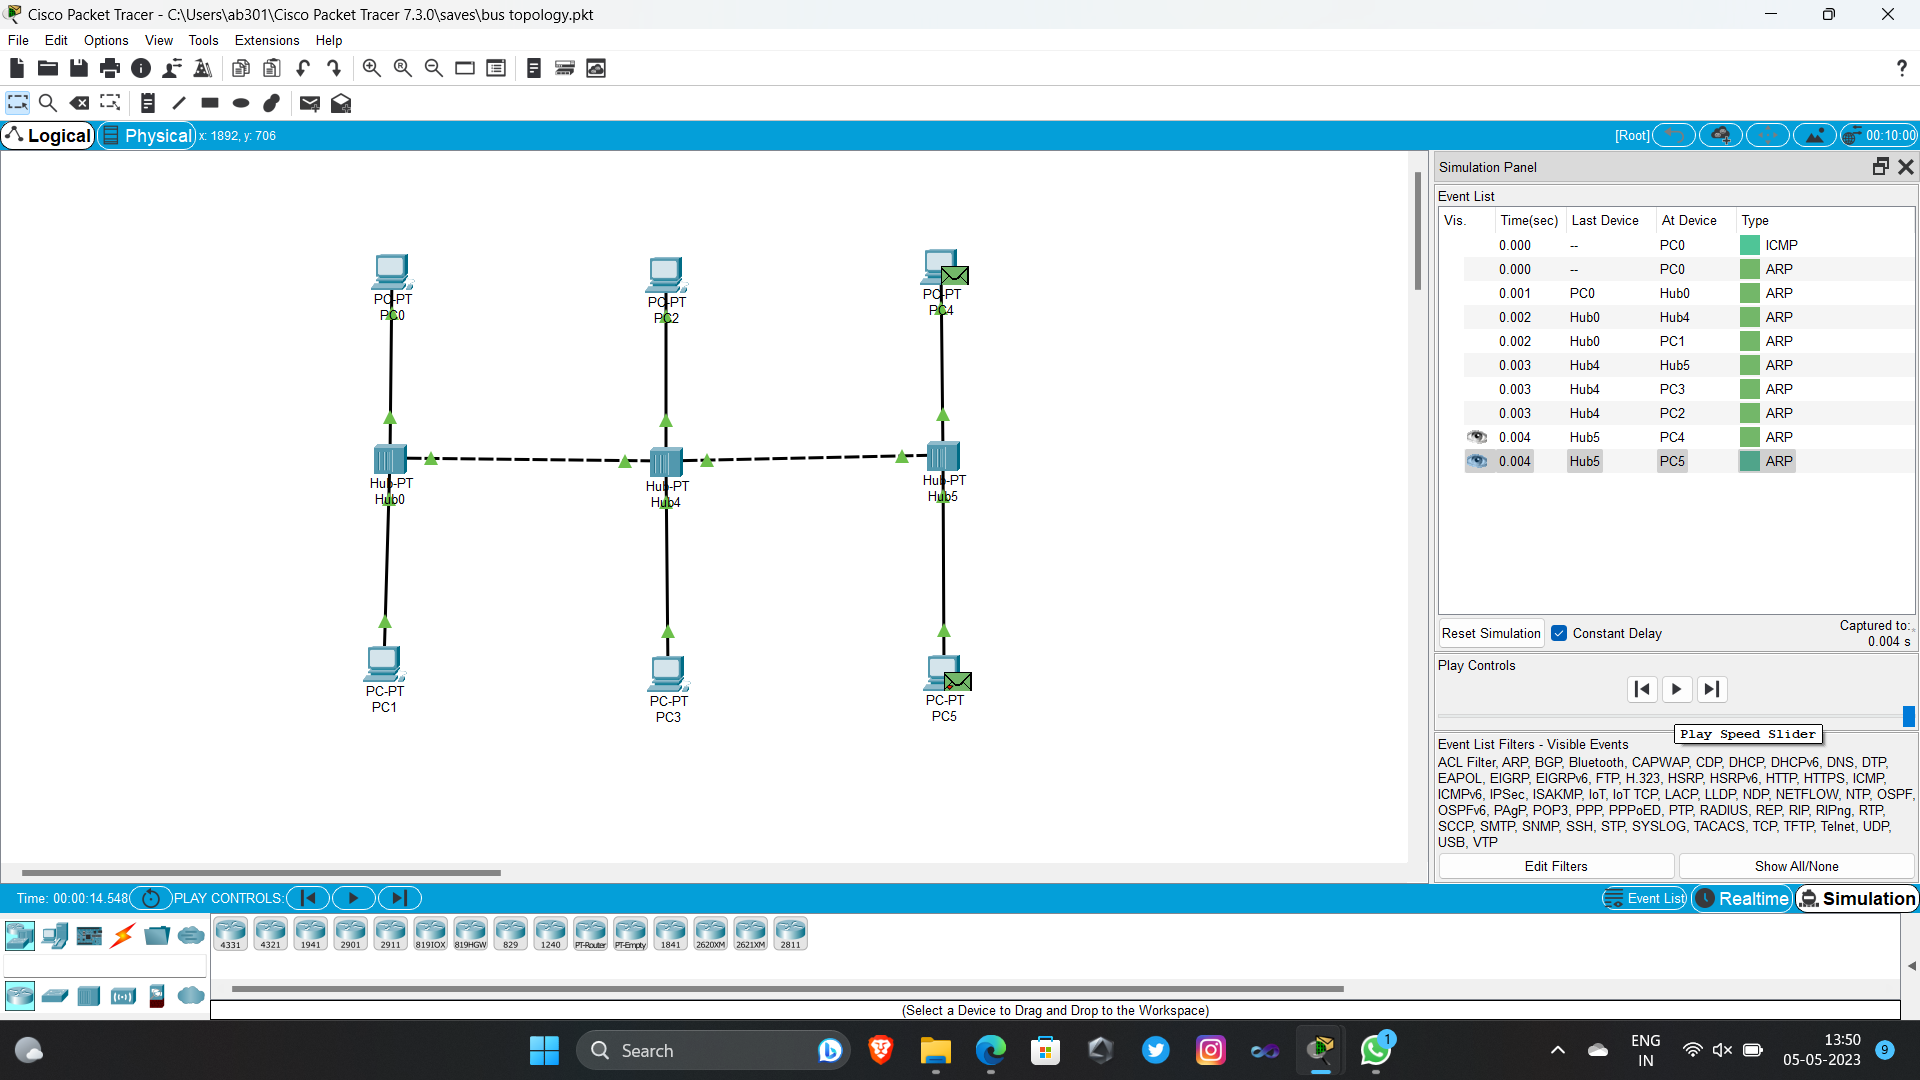 Cisco Packet Tracer - C:\Users\ab301\Cisco Packet Tracer 7.3.0\saves\bus topology.pkt
File Edit Options View Tools Extensions Help
Logical Physical x: 1892, y: 706 [Root] 00:10:00
Simulation Panel
Event List
Vis. Time(sec) Last Device At Device Type
0.000 -- PC0 ICMP
0.000 -- PC0 ARP
0.001 PC0 Hub0 ARP
0.002 Hub0 Hub4 ARP
0.002 Hub0 PC1 ARP
0.003 Hub4 Hub5 ARP
0.003 Hub4 PC3 ARP
0.003 Hub4 PC2 ARP
0.004 Hub5 PC4 ARP
0.004 Hub5 PC5 ARP
PC-PT
PC0
PC-PT
PC2
PC-PT
PC4
Hub-PT
Hub0
Hub-PT
Hub4
Hub-PT
Hub5
PC-PT
PC1
PC-PT
PC3
PC-PT
PC5
Reset Simulation Constant Delay Captured to:
0.004 s
Play Controls
Play Speed Slider
Event List Filters - Visible Events
ACL Filter, ARP, BGP, Bluetooth, CAPWAP, CDP, DHCP, DHCPv6, DNS, DTP,
EAPOL, EIGRP, EIGRPv6, FTP, H.323, HSRP, HSRPv6, HTTP, HTTPS, ICMP,
ICMPv6, IPSec, ISAKMP, IoT, IoT TCP, LACP, LLDP, NDP, NETFLOW, NTP, OSPF,
OSPFv6, PAgP, POP3, PPP, PPPoED, PTP, RADIUS, REP, RIP, RIPng, RTP,
SCCP, SMTP, SNMP, SSH, STP, SYSLOG, TACACS, TCP, TFTP, Telnet, UDP,
USB, VTP
Edit Filters Show All/None
Time: 00:00:14.548 PLAY CONTROLS: Event List Realtime Simulation
4331 4321 1941 2901 2911 819IOX 819HGW 829 1240 PT-Router PT-Empty 1841 2620XM 2621XM 2811
(Select a Device to Drag and Drop to the Workspace)
Search
1
ENG
IN
13:50
05-05-2023
9